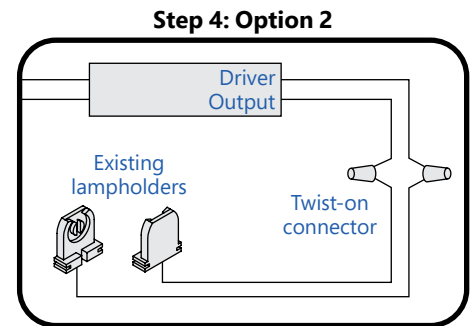 Step 4: Option 2
Driver
Output
Existing
lampholders
Twist-on
connector